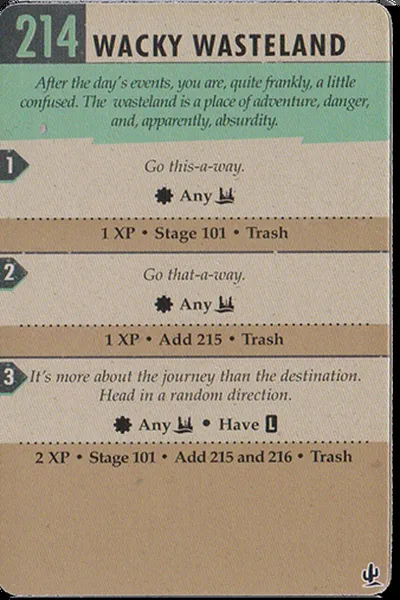 214 WACKY WASTELAND
After the day's events, you are, quite frankly, a little
confused. The wasteland is a place of adventure, danger,
and, apparently, absurdity.
1
Go this-a-way.
Any
1 XP • Stage 101 • Trash
2
Go that-a-way.
Any
1 XP • Add 215 • Trash
3 It's more about the journey than the destination.
Head in a random direction.
Any • Have L
2 XP • Stage 101 • Add 215 and 216 • Trash